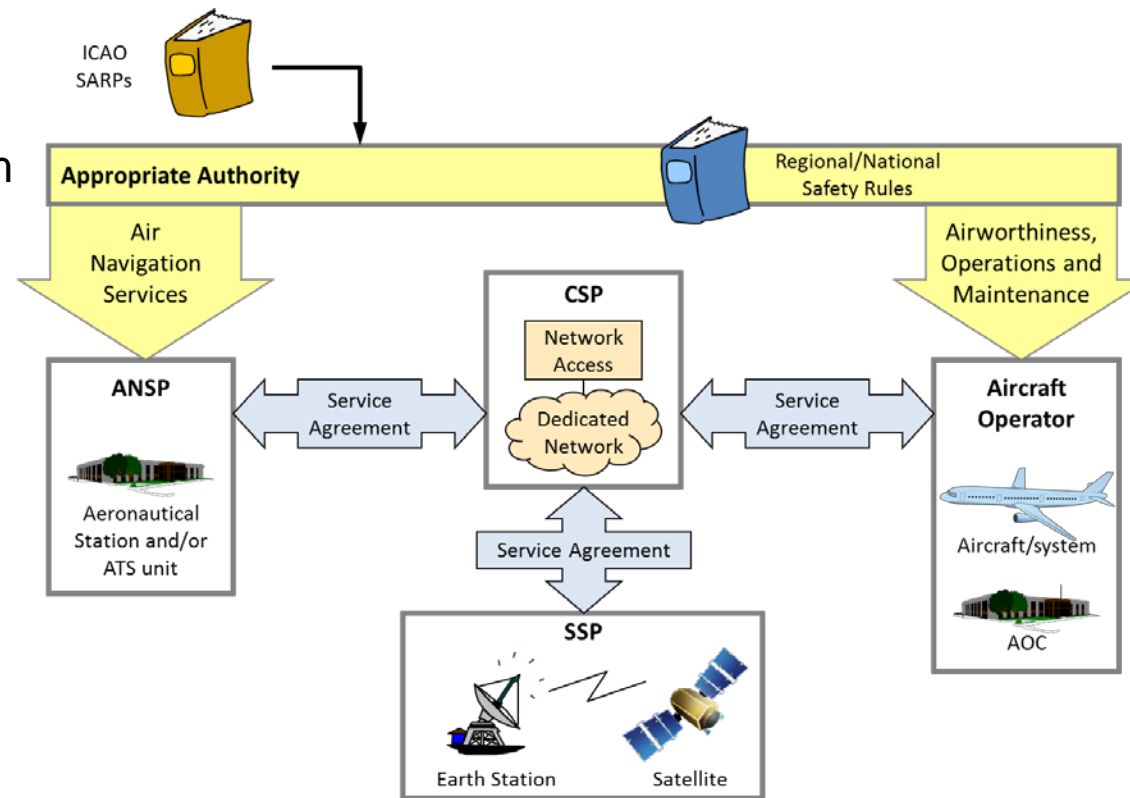 ICAO
SARPs
Appropriate Authority
Regional/National
Safety Rules
Air
Navigation
Services
Airworthiness,
Operations and
Maintenance
CSP
Network
Access
Dedicated
Network
ANSP
Aeronautical
Station and/or
ATS unit
Service
Agreement
Service
Agreement
Aircraft
Operator
Aircraft/system
AOC
Service Agreement
SSP
Earth Station
Satellite